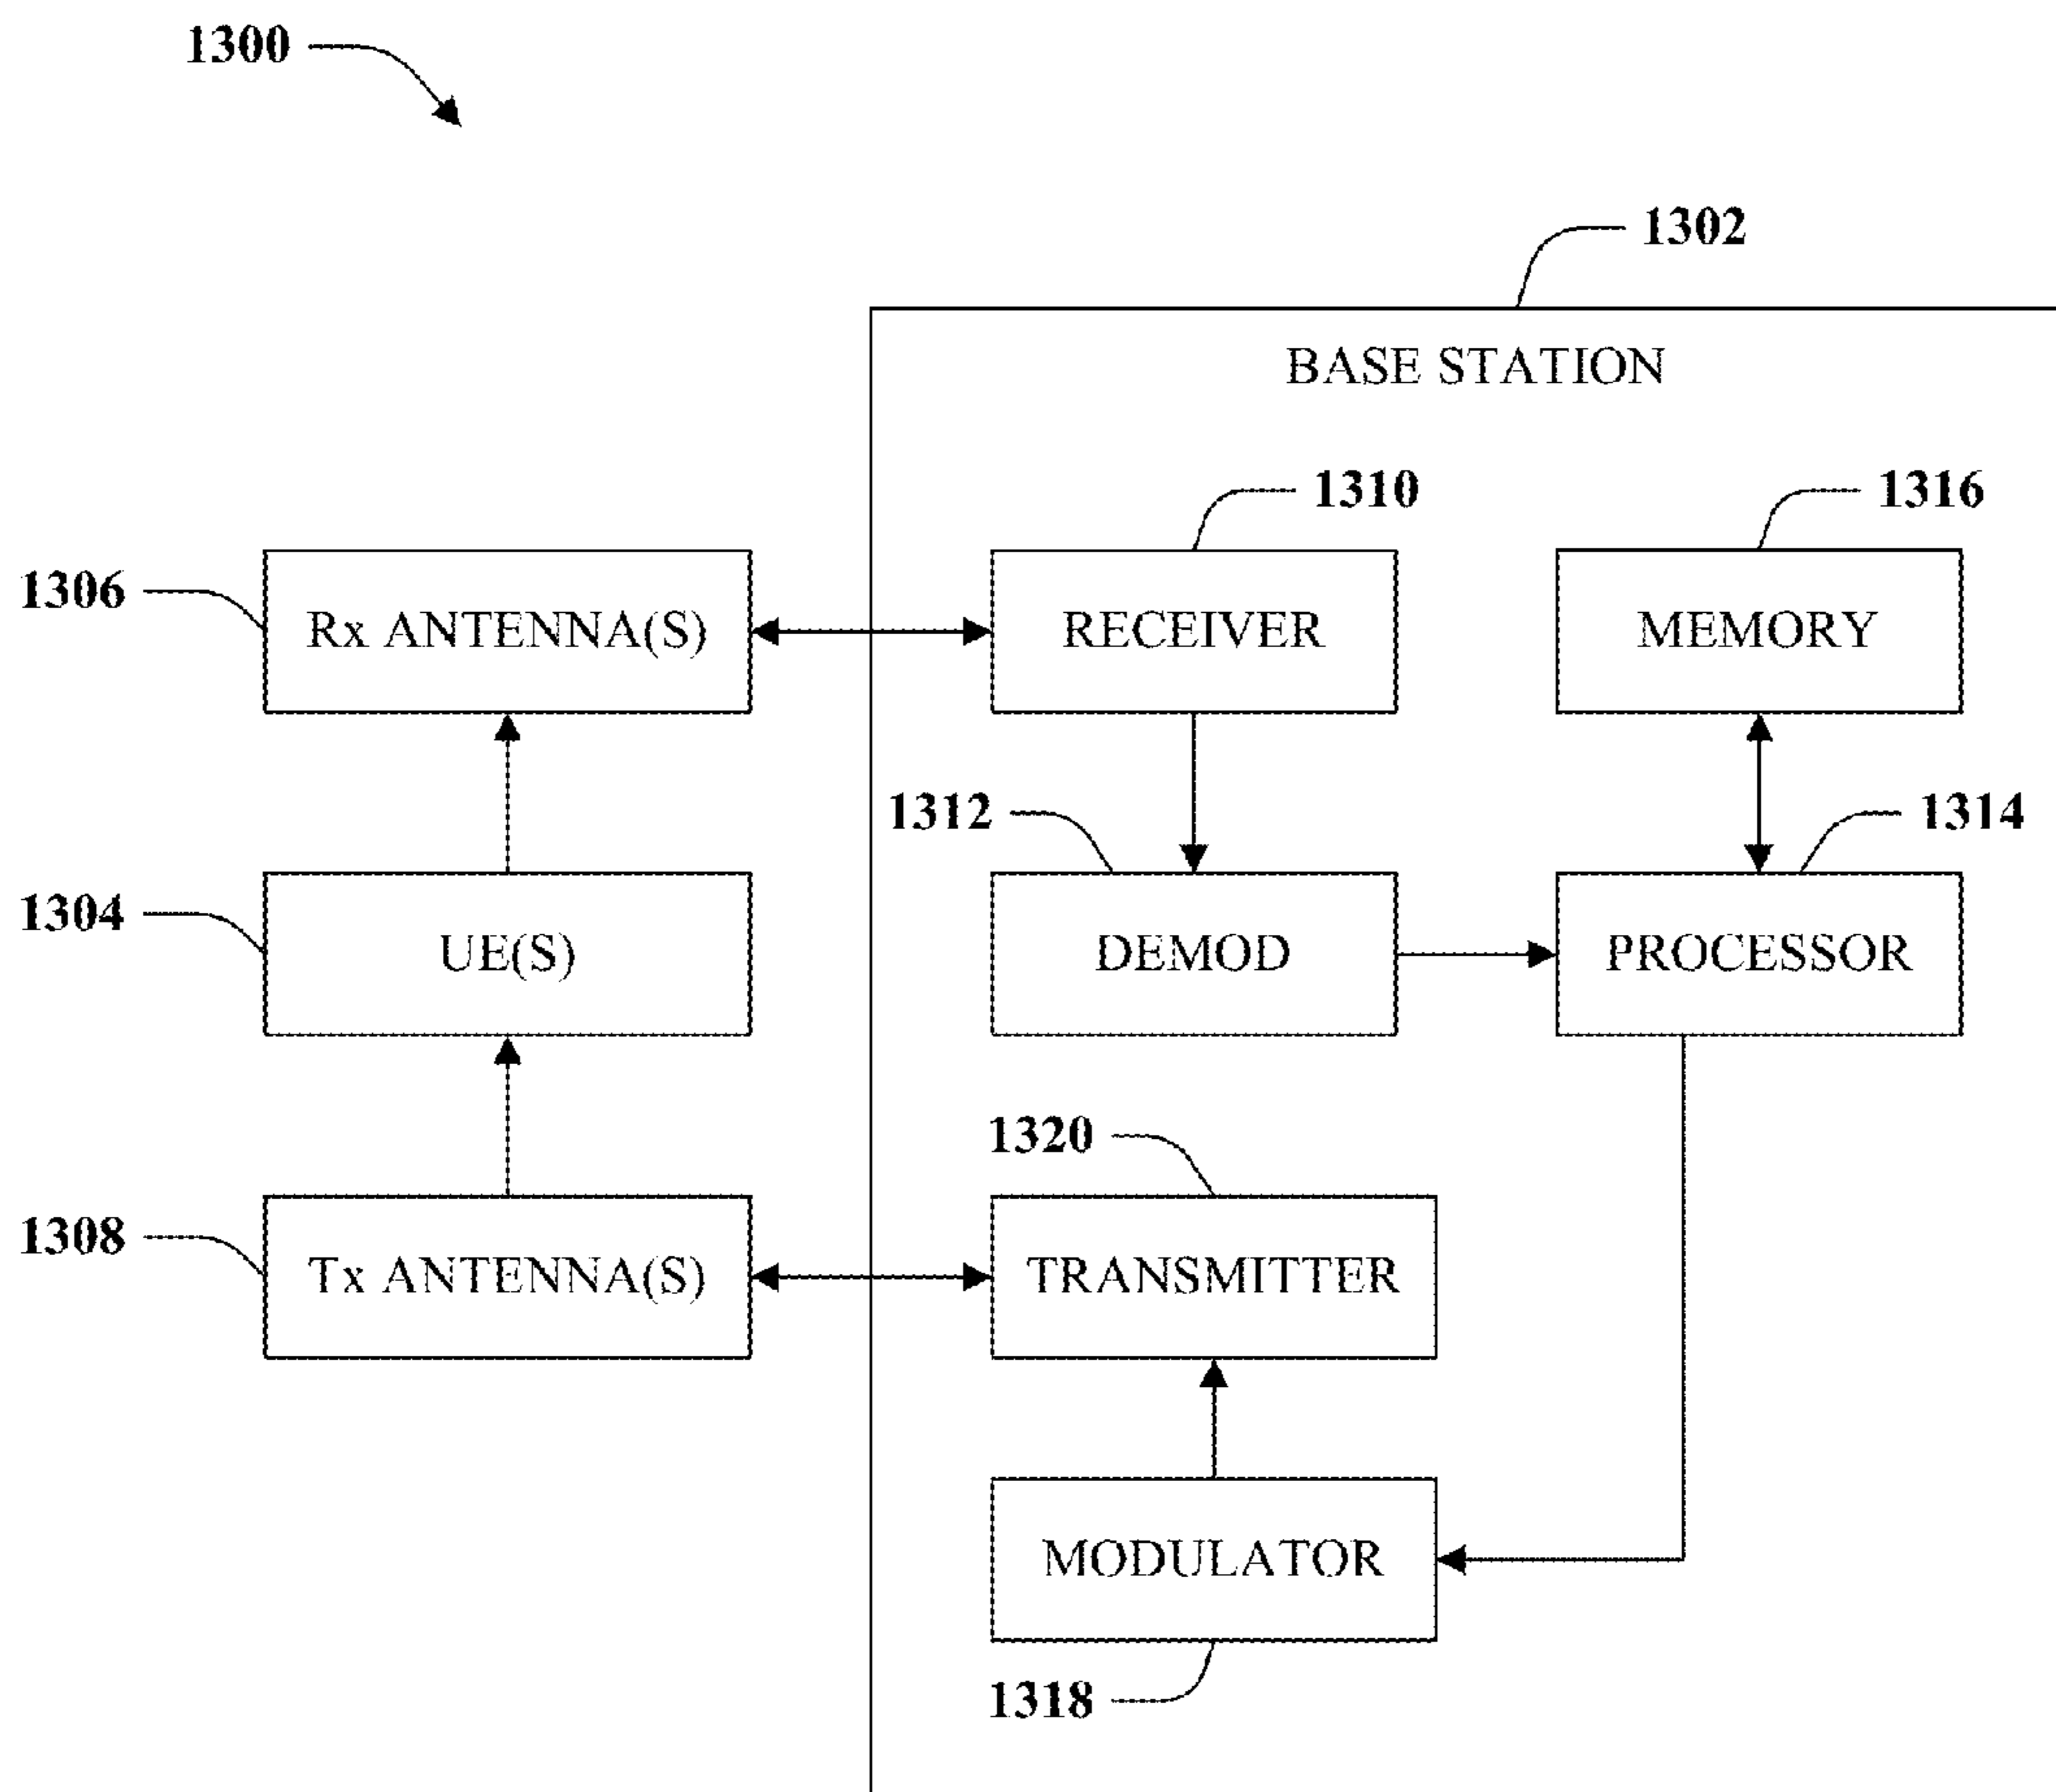 1300
1302
BASE STATION
1310
1316
1306
Rx ANTENNA(S)
RECEIVER
MEMORY
1312
1314
1304
UE(S)
DEMOD
PROCESSOR
1320
1308
Tx ANTENNA(S)
TRANSMITTER
MODULATOR
1318